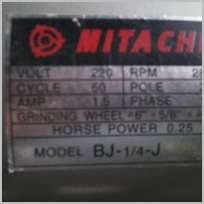 MITACHI
VOLT 220 RPM
CYCLE 50 POLE 2
AMP 1.5 PHASE
GRINDING WHEEL 6" × 5/8" ×
HORSE POWER 0.25
MODEL BJ-1/4-J